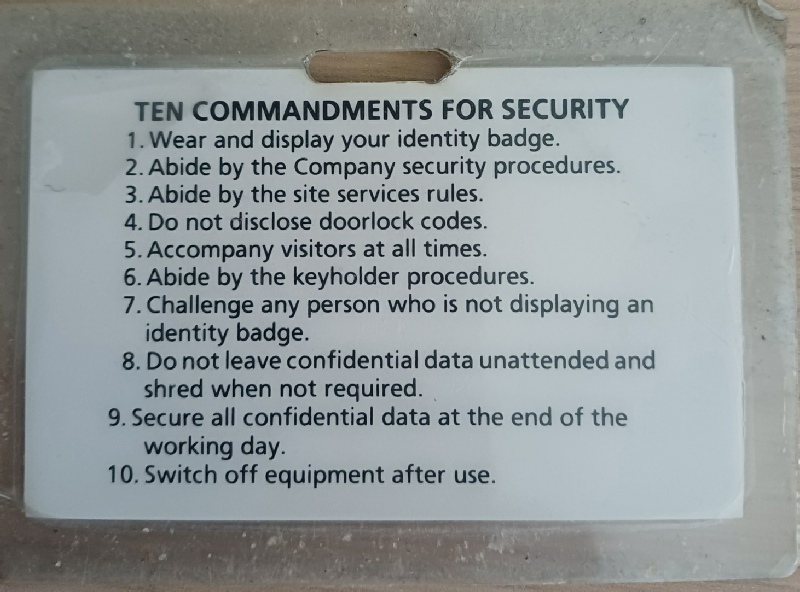 TEN COMMANDMENTS FOR SECURITY
1. Wear and display your identity badge.
2. Abide by the Company security procedures.
3. Abide by the site services rules.
4. Do not disclose doorlock codes.
5. Accompany visitors at all times.
6. Abide by the keyholder procedures.
7. Challenge any person who is not displaying an
identity badge.
8. Do not leave confidential data unattended and
shred when not required.
9. Secure all confidential data at the end of the
working day.
10. Switch off equipment after use.